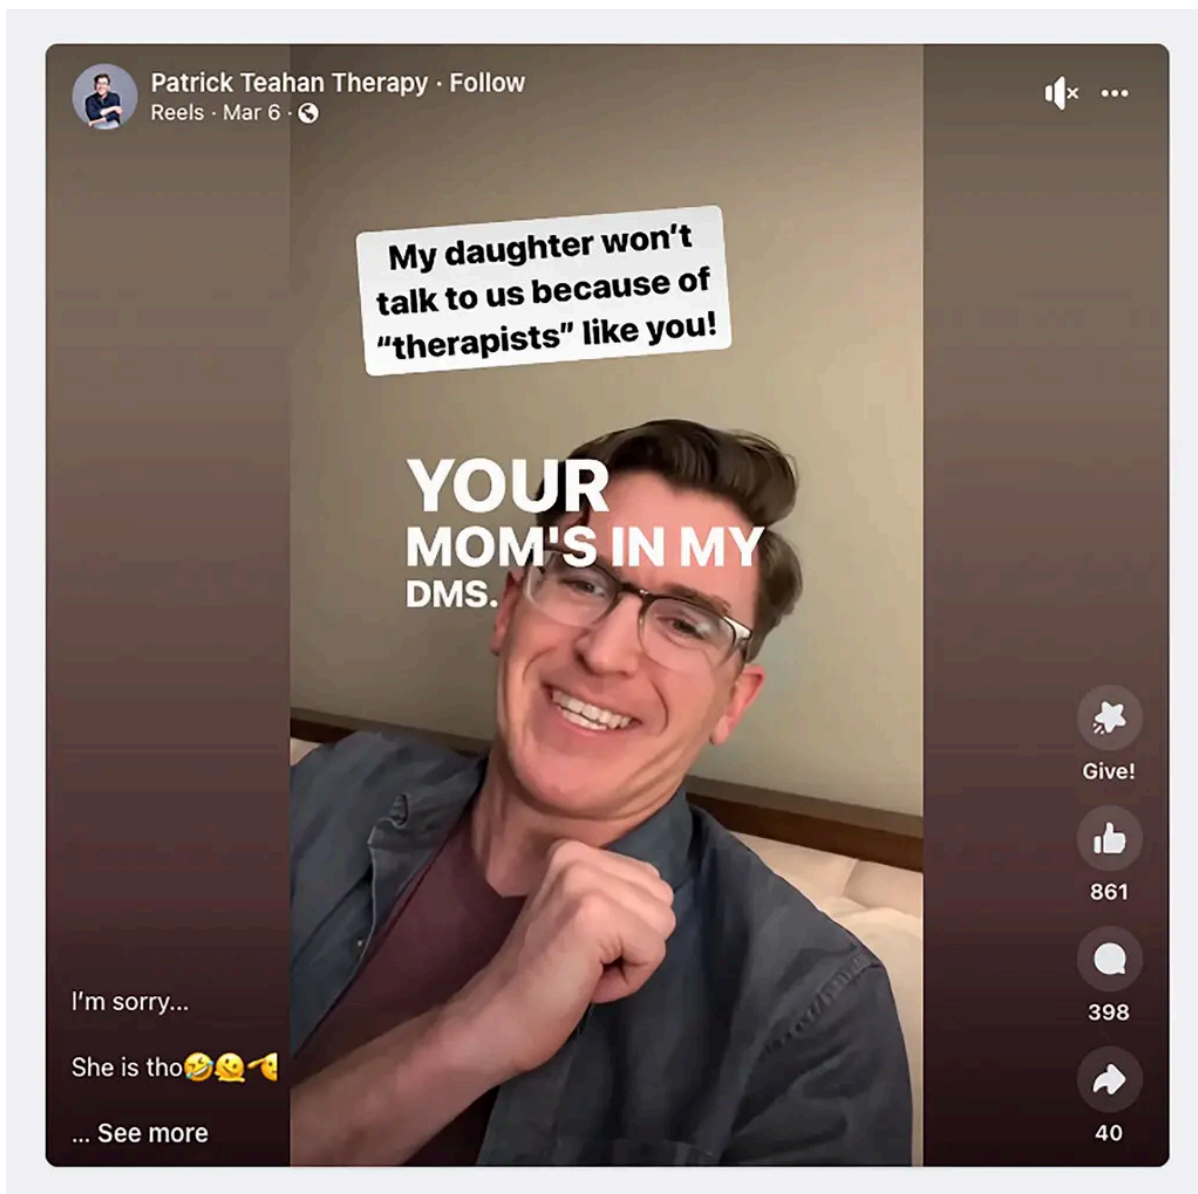 Patrick Teahan Therapy · Follow
Reels · Mar 6 ·
My daughter won't
talk to us because of
"therapists" like you!
YOUR
MOM'S IN MY
DMS.
Give!
861
398
40
I'm sorry...
She is tho🤣🫠🫡
... See more